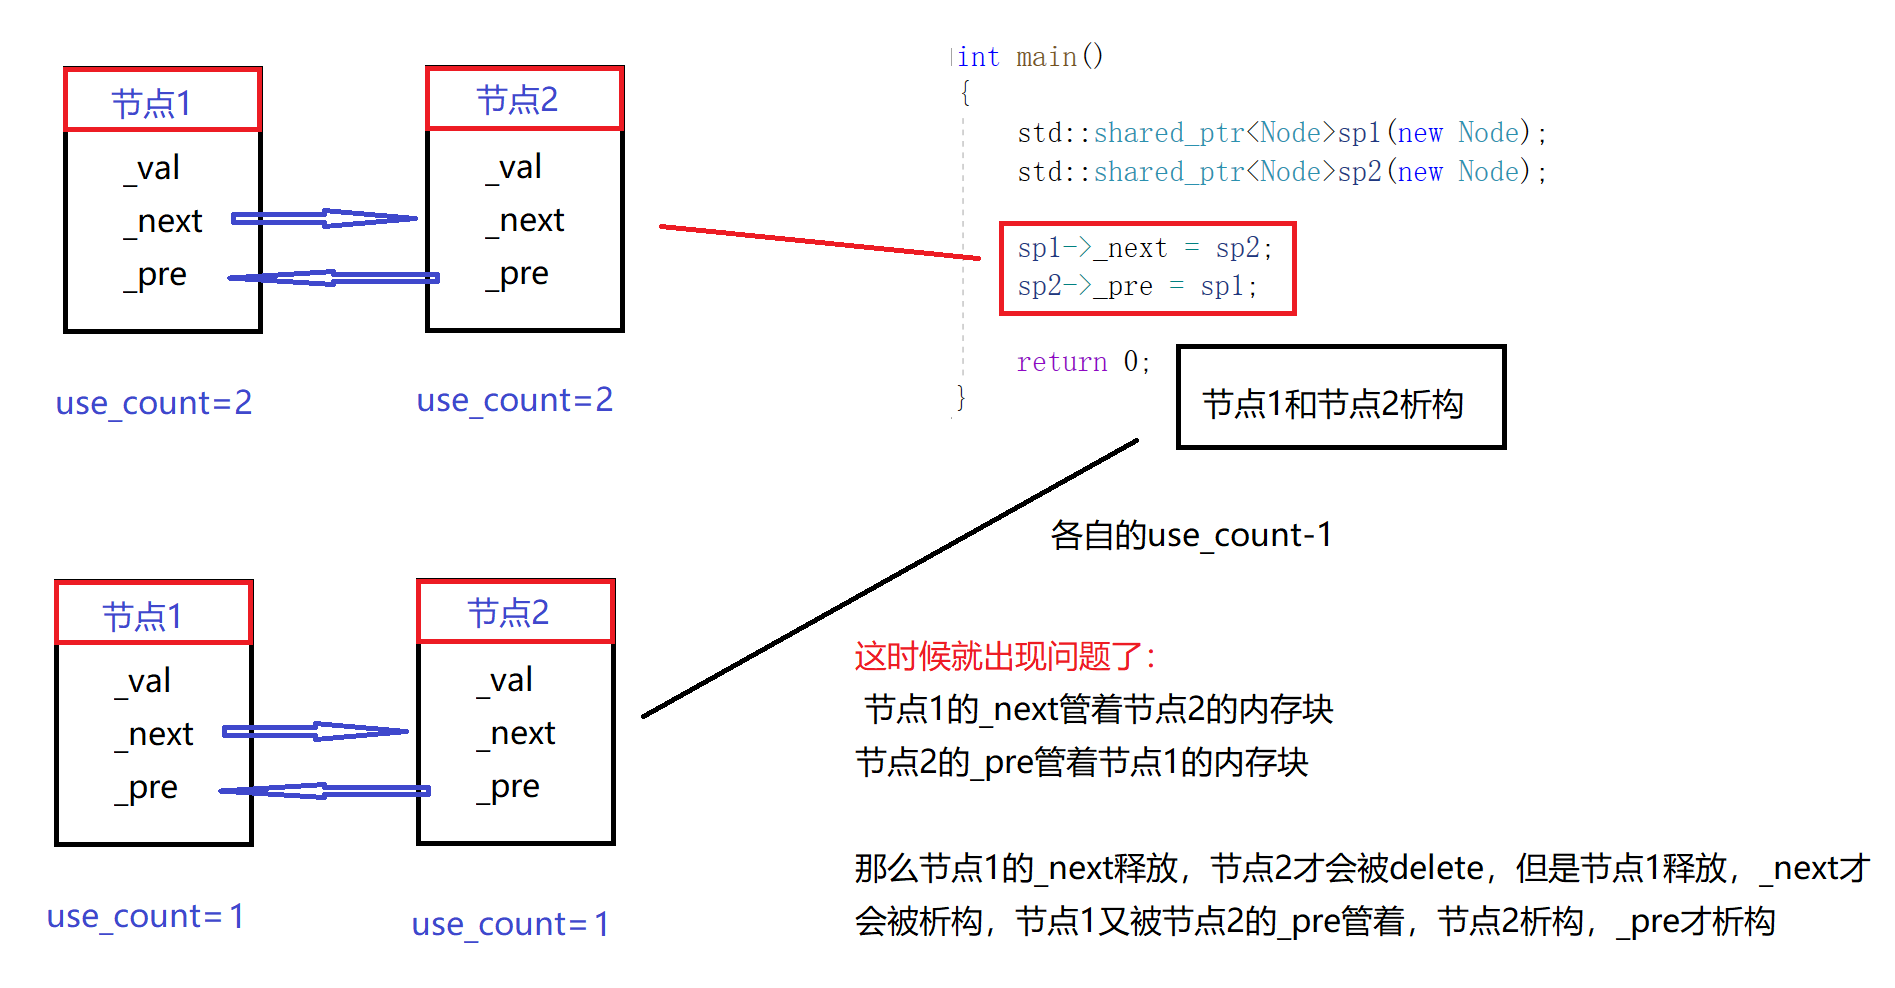 节点1
_val
_next
_pre
use_count=2
节点2
_val
_next
_pre
use_count=2
int main()
{
std::shared_ptr<Node>sp1(new Node);
std::shared_ptr<Node>sp2(new Node);
sp1->_next = sp2;
sp2->_pre = sp1;
return 0;
}
节点1和节点2析构
各自的use_count-1
节点1
_val
_next
_pre
use_count=1
节点2
_val
_next
_pre
use_count=1
这时候就出现问题了：
节点1的_next管着节点2的内存块
节点2的_pre管着节点1的内存块
那么节点1的_next释放，节点2才会被delete，但是节点1释放，_next才
会被析构，节点1又被节点2的_pre管着，节点2析构，_pre才析构